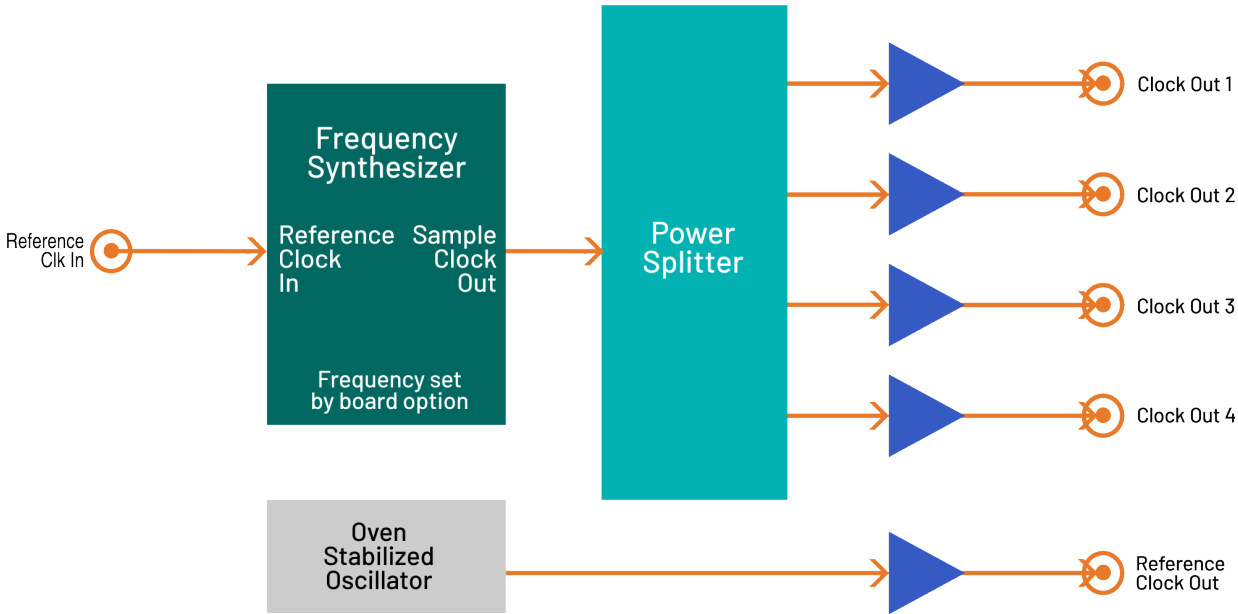 Frequency
Synthesizer
Reference
Clk In
Reference
Clock
In
Sample
Clock
Out
Frequency set
by board option
Power
Splitter
Clock Out 1
Clock Out 2
Clock Out 3
Clock Out 4
Oven
Stabilized
Oscillator
Reference
Clock Out